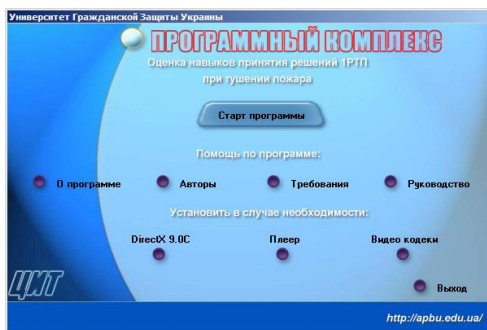 Университет Гражданской Защиты Украины
ПРОГРАММНЫЙ КОМПЛЕКС
Оценка навыков принятия решений 1РТП
при тушении пожара
Старт программы
Помощь по программе:
О программе
Авторы
Требования
Руководство
Установить в случае необходимости:
DirectX 9.0C
Плеер
Видео кодеки
ЦИТ
Выход
http://apbu.edu.ua/